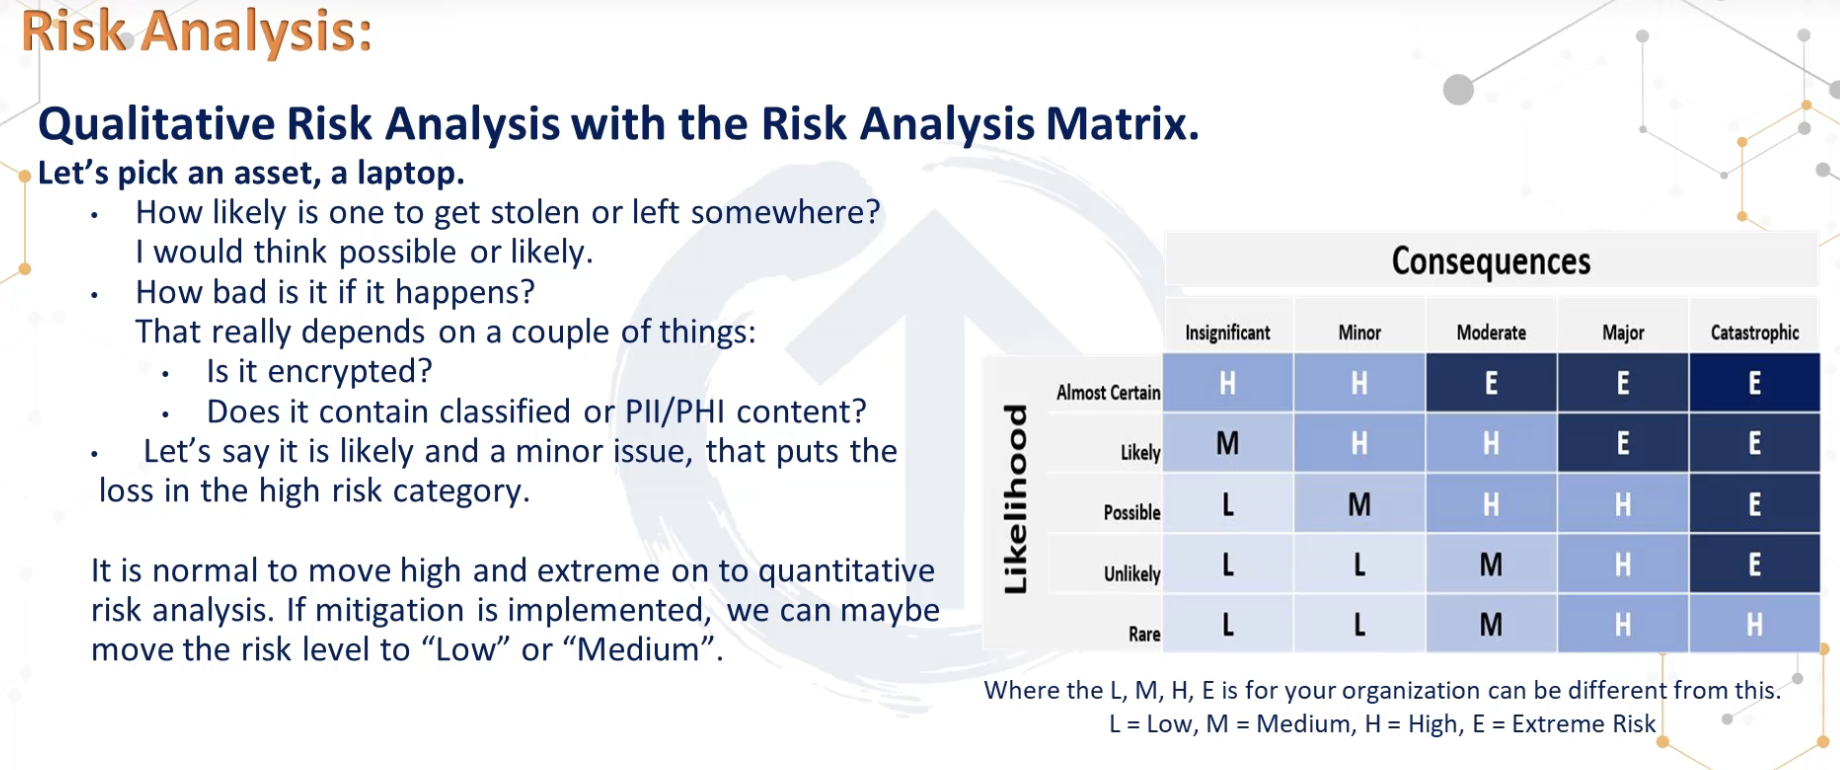 Risk Analysis:
Qualitative Risk Analysis with the Risk Analysis Matrix.
Let's pick an asset, a laptop.
• How likely is one to get stolen or left somewhere?
I would think possible or likely.
• How bad is it if it happens?
That really depends on a couple of things:
• Is it encrypted?
• Does it contain classified or PII/PHI content?
• Let's say it is likely and a minor issue, that puts the
loss in the high risk category.
It is normal to move high and extreme on to quantitative
risk analysis. If mitigation is implemented, we can maybe
move the risk level to "Low" or "Medium".
Consequences
Insignificant Minor Moderate Major Catastrophic
Likelihood
Almost Certain H H E E E
Likely M H H E E
Possible L M H H E
Unlikely L L M H E
Rare L L M H H
Where the L, M, H, E is for your organization can be different from this.
L = Low, M = Medium, H = High, E = Extreme Risk